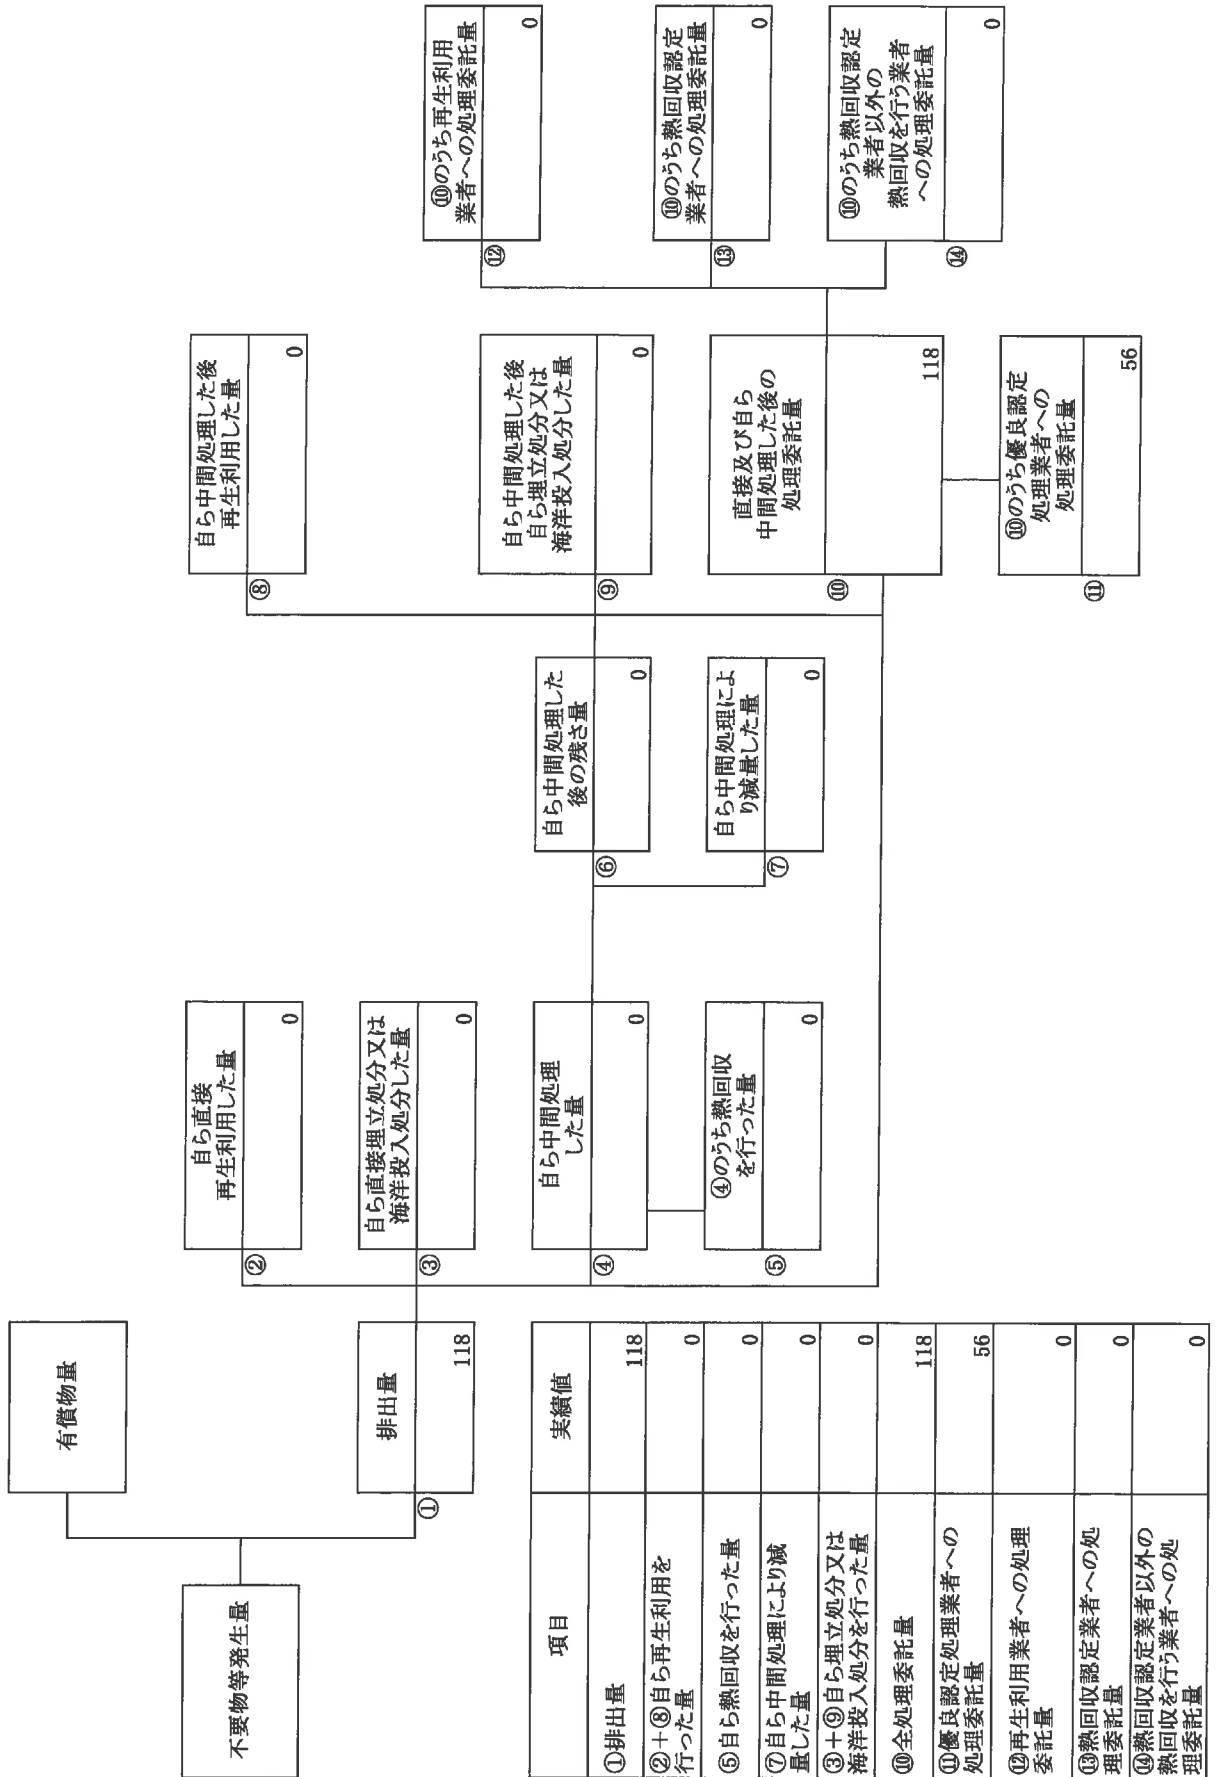 不要物等発生量
有償物量
①
排出量
118
②
自ら直接
再生利用した量
0
③
自ら直接埋立処分又は
海洋投入処分した量
0
④
自ら中間処理
した量
0
⑤
④のうち熱回収
を行った量
0
⑥
自ら中間処理した
後の残さ量
0
⑦
自ら中間処理によ
り減量した量
0
⑧
自ら中間処理した後
再生利用した量
0
⑨
自ら中間処理した後
自ら埋立処分又は
海洋投入処分した量
0
⑩
直接及び自ら
中間処理した後の
処理委託量
118
⑪
⑩のうち優良認定
処理業者への
処理委託量
56
⑫
⑩のうち再生利用
業者への処理委託量
0
⑬
⑩のうち熱回収認定
業者への処理委託量
0
⑭
⑩のうち熱回収認定
業者以外の
熱回収を行う業者
への処理委託量
0
項目 実績値
①排出量 118
②+⑧自ら再生利用を
行った量 0
⑤自ら熱回収を行った量 0
⑦自ら中間処理により減
量した量 0
③+⑨自ら埋立処分又は
海洋投入処分を行った量 0
⑩全処理委託量 118
⑪優良認定処理業者への
処理委託量 56
⑫再生利用業者への処理
委託量 0
⑬熱回収認定業者への処
理委託量 0
⑭熱回収認定業者以外の
熱回収を行う業者への処
理委託量 0